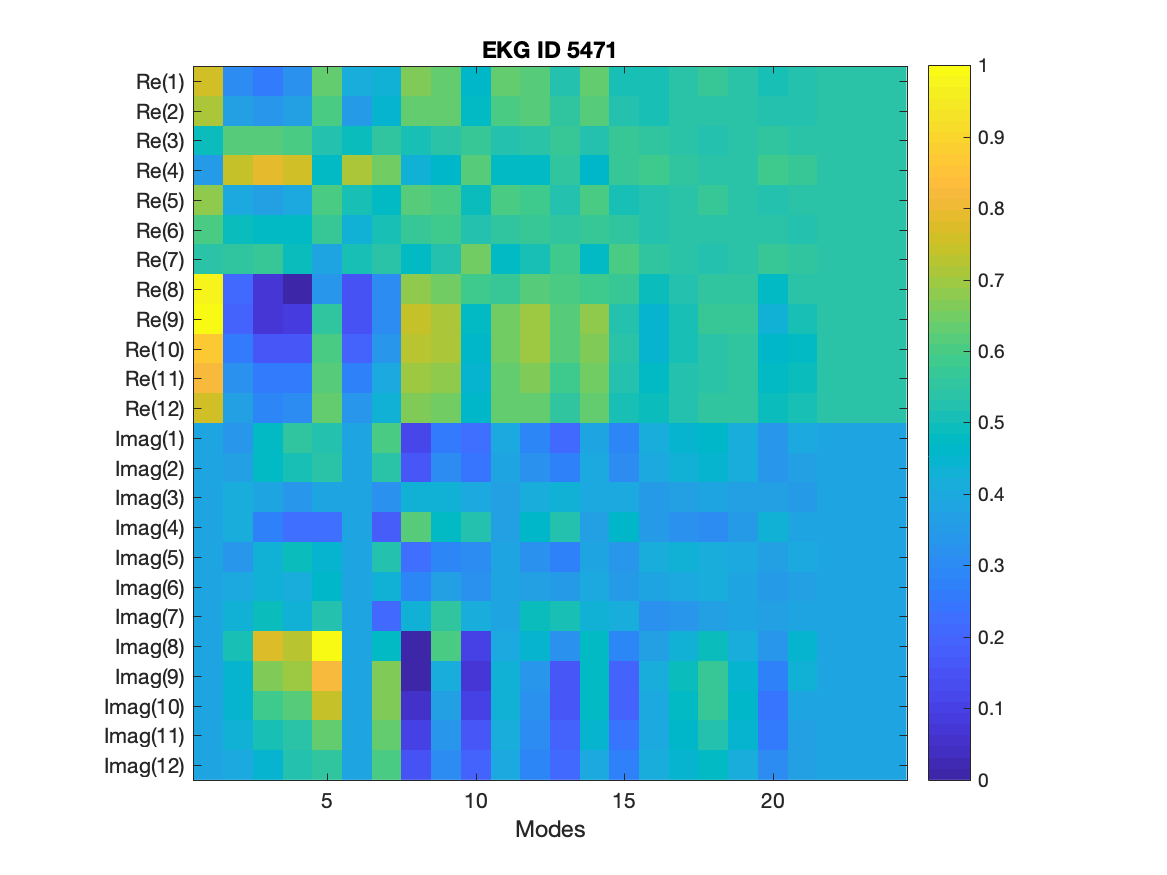 EKG ID 5471
Re(1)
Re(2)
Re(3)
Re(4)
Re(5)
Re(6)
Re(7)
Re(8)
Re(9)
Re(10)
Re(11)
Re(12)
Imag(1)
Imag(2)
Imag(3)
Imag(4)
Imag(5)
Imag(6)
Imag(7)
Imag(8)
Imag(9)
Imag(10)
Imag(11)
Imag(12)
5 10 15 20
Modes
1
0.9
0.8
0.7
0.6
0.5
0.4
0.3
0.2
0.1
0